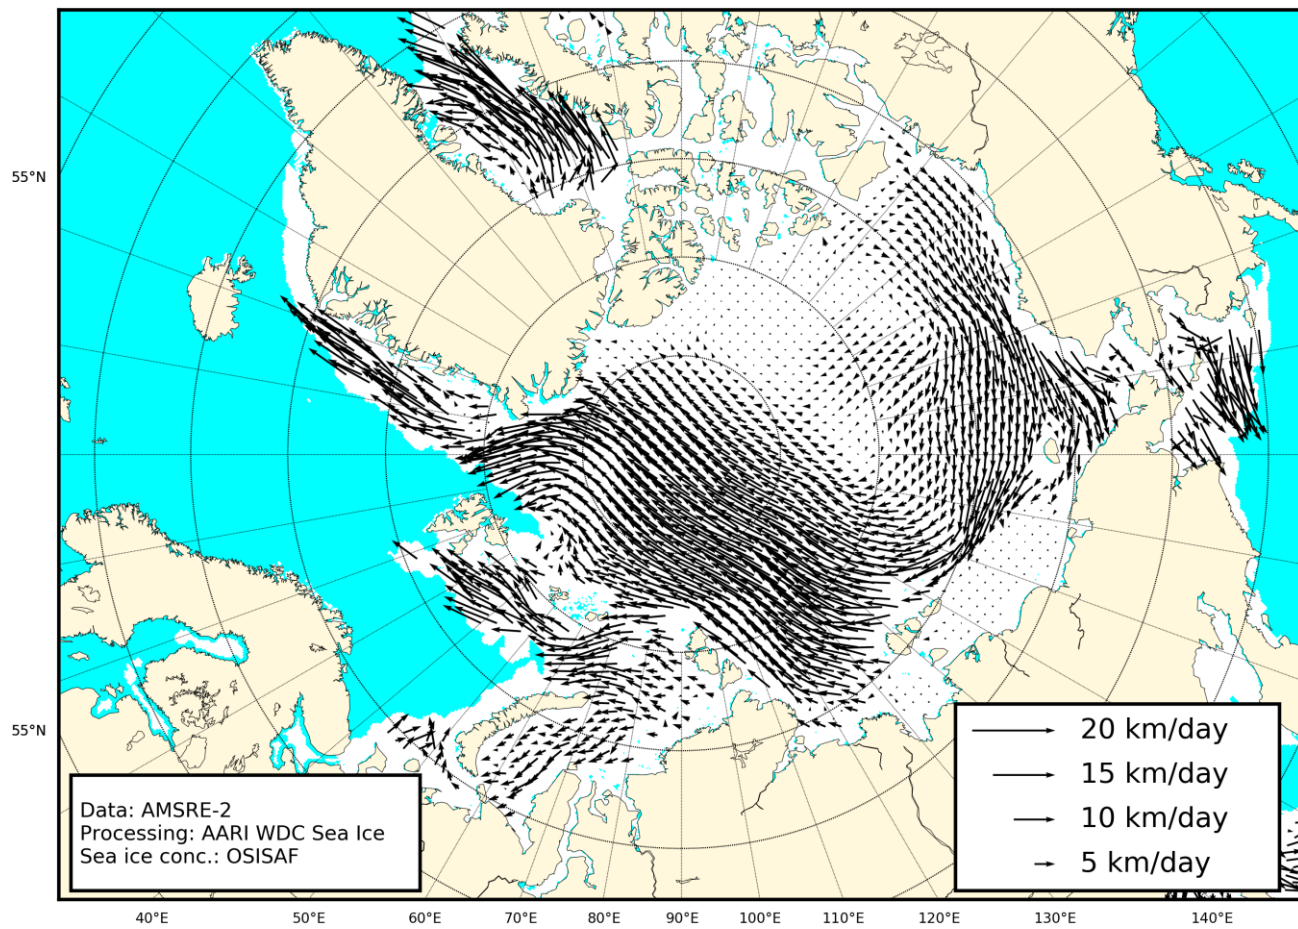 55°N
55°N
Data: AMSRE-2
Processing: AARI WDC Sea Ice
Sea ice conc.: OSISAF
20 km/day
15 km/day
10 km/day
5 km/day
40°E 50°E 60°E 70°E 80°E 90°E 100°E 110°E 120°E 130°E 140°E